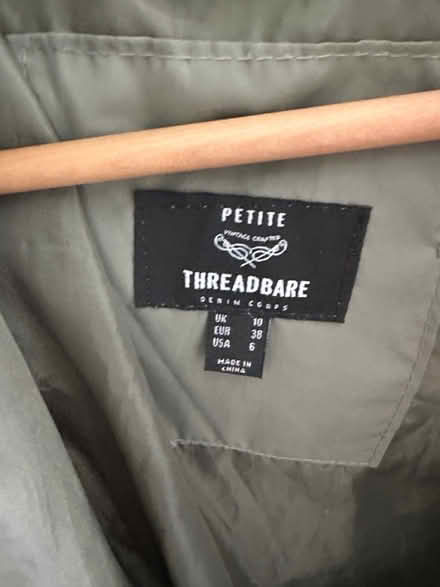 PETITE
VINTAGE CRAFTED
THREADBARE
DENIM CORPS
UK 10
EUR 38
USA 6
MADE IN
CHINA